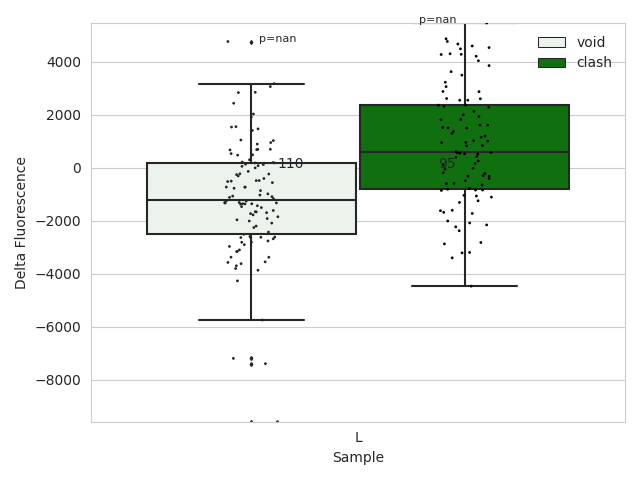 p=nan
p=nan
void
clash
4000
2000
0
−2000
−4000
−6000
−8000
110
95
Delta Fluorescence
L
Sample